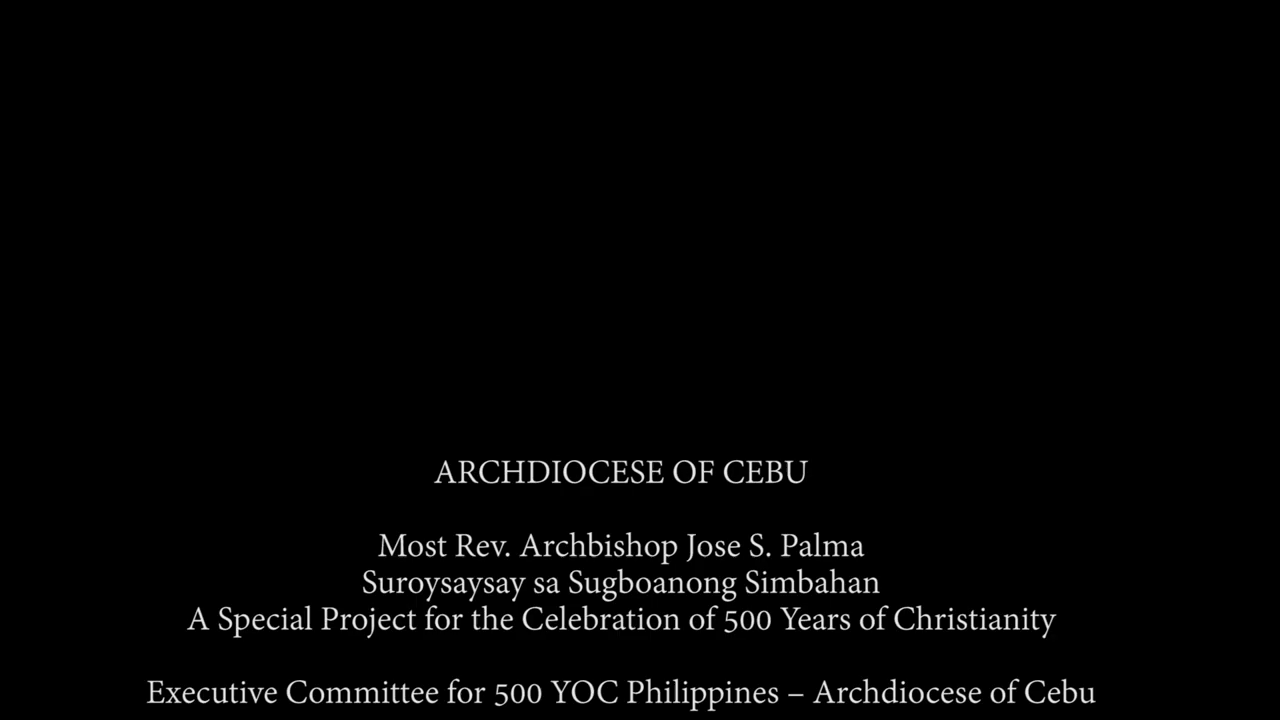 ARCHDIOCESE OF CEBU
Most Rev. Archbishop Jose S. Palma
Suroysaysay sa Sugboanong Simbahan
A Special Project for the Celebration of 500 Years of Christianity
Executive Committee for 500 YOC Philippines – Archdiocese of Cebu